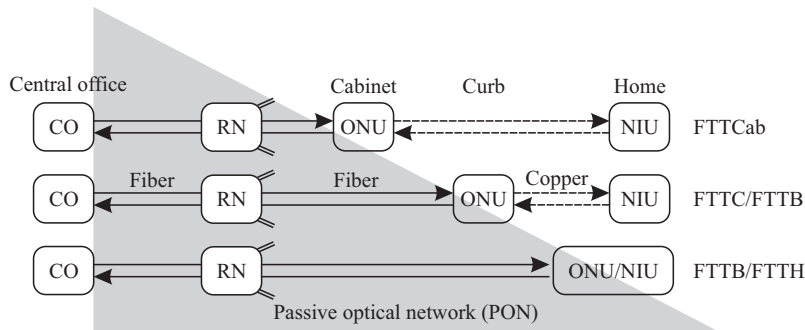 Central office Cabinet Curb Home
CO RN ONU NIU FTTCab
Fiber Fiber Copper
CO RN ONU NIU FTTC/FTTB
CO RN ONU/NIU FTTB/FTTH
Passive optical network (PON)